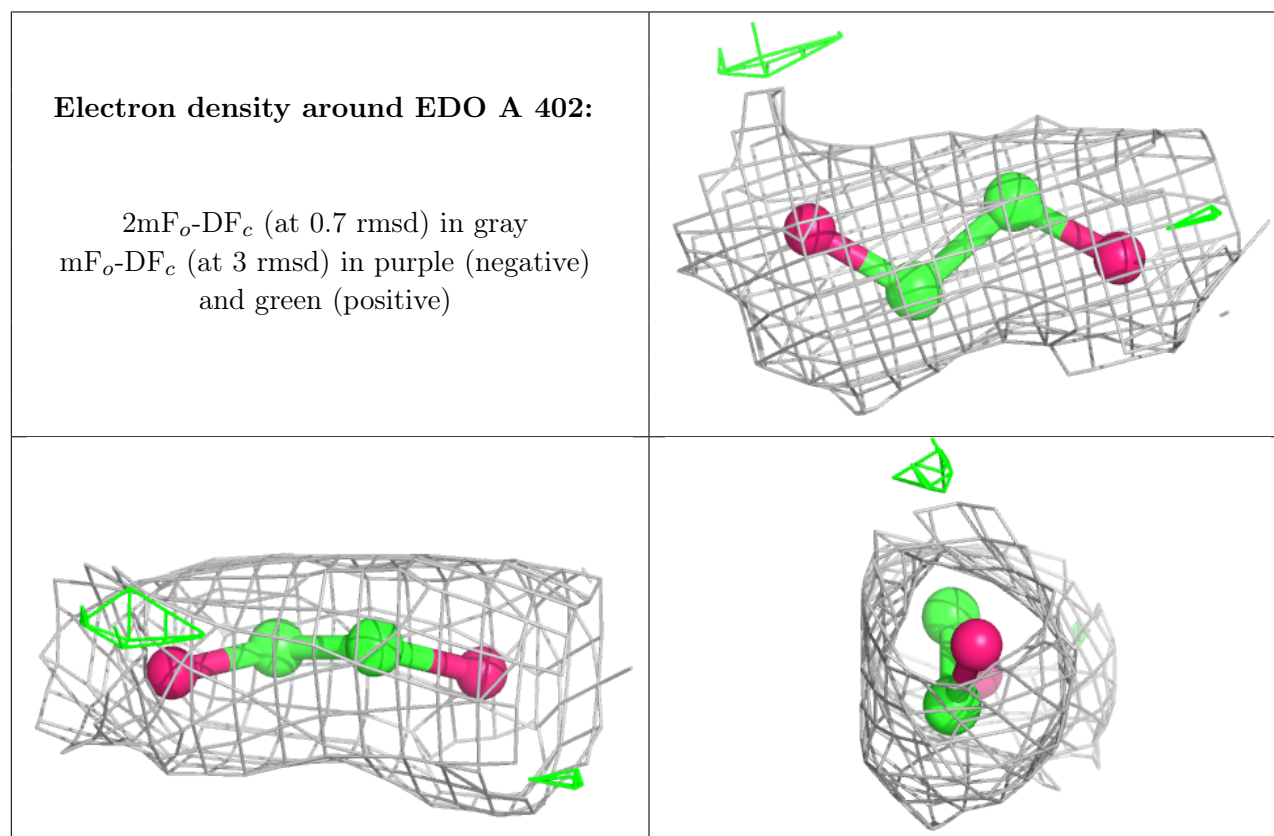 Electron density around EDO A 402:
2mFo-DFc (at 0.7 rmsd) in gray
mFo-DFc (at 3 rmsd) in purple (negative)
and green (positive)